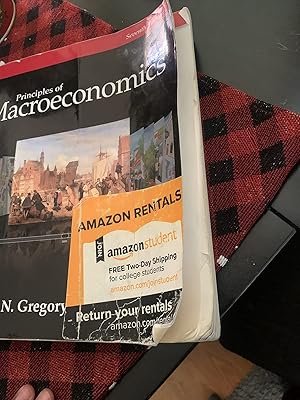 Principles of
Macroeconomics
AMAZON RENTALS
JOIN
amazonstudent
FREE Two-Day Shipping
for college students
amazon.com/joinstudent
N. Gregory
Return your rentals